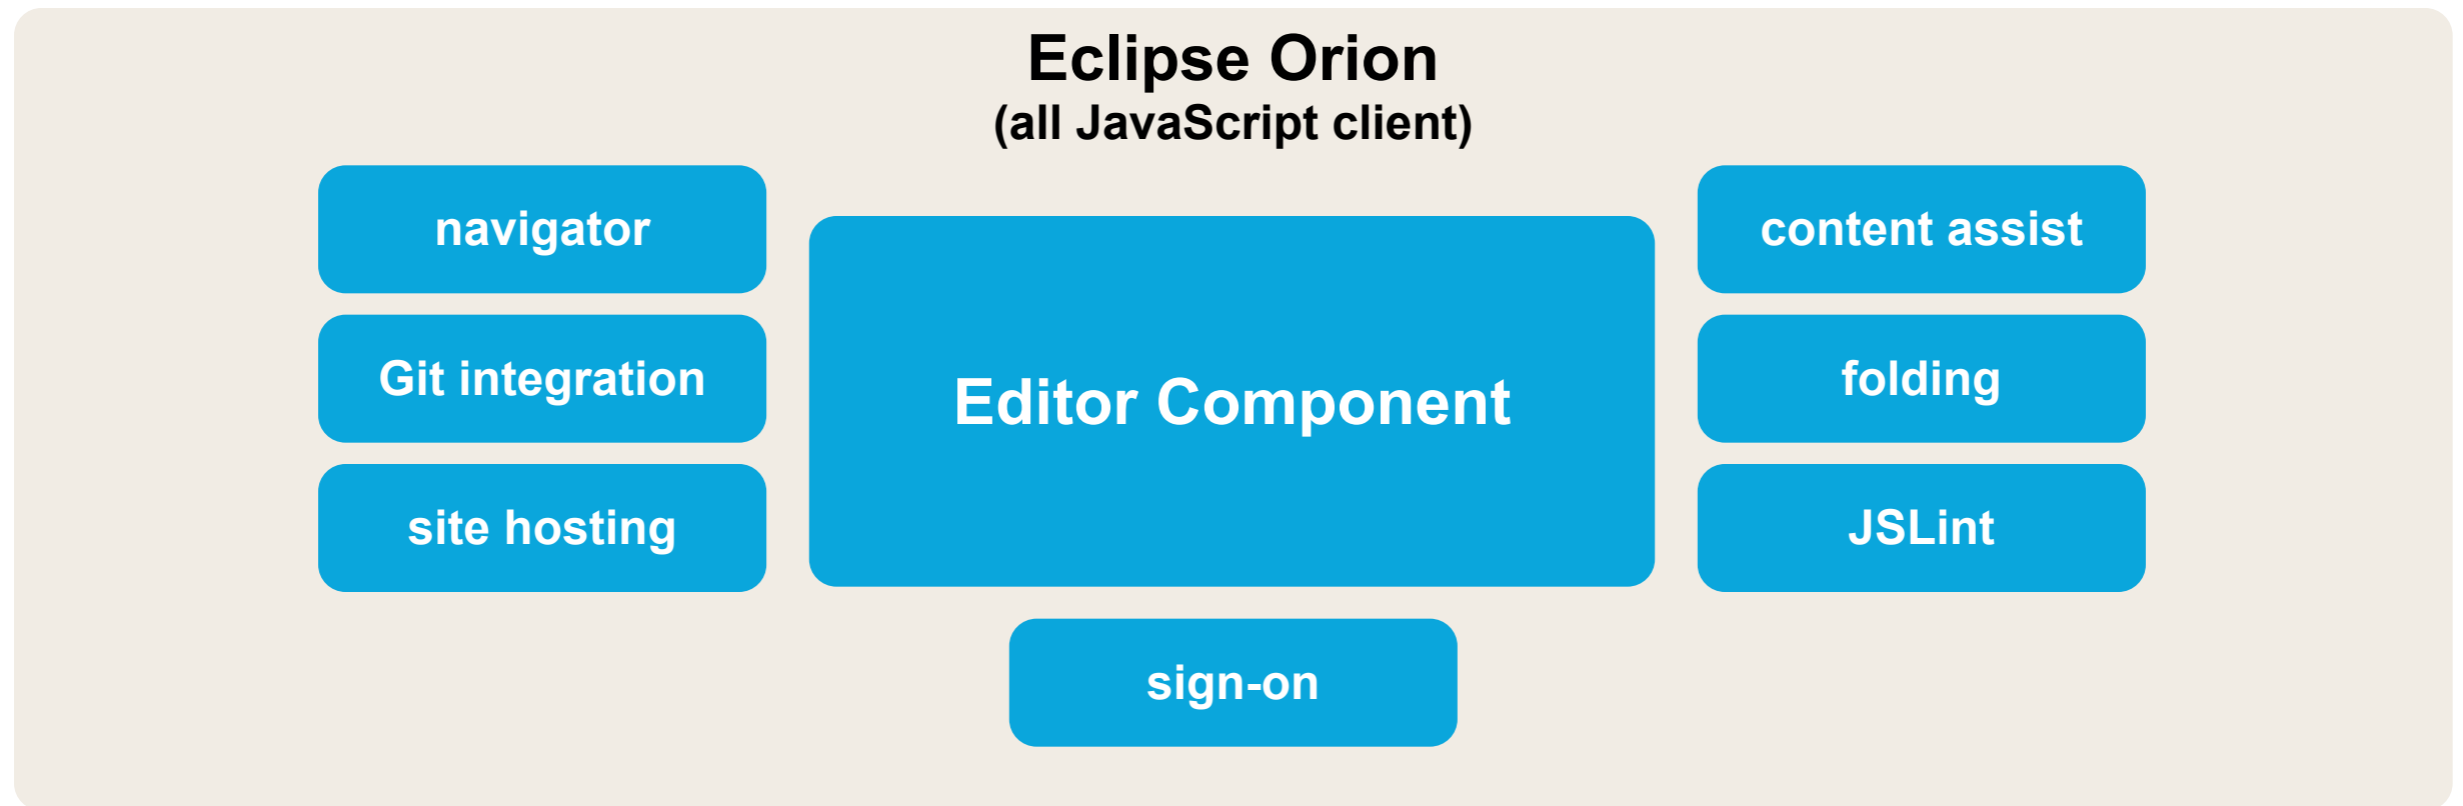 Eclipse Orion
(all JavaScript client)
navigator
Git integration
site hosting
Editor Component
content assist
folding
JSLint
sign-on